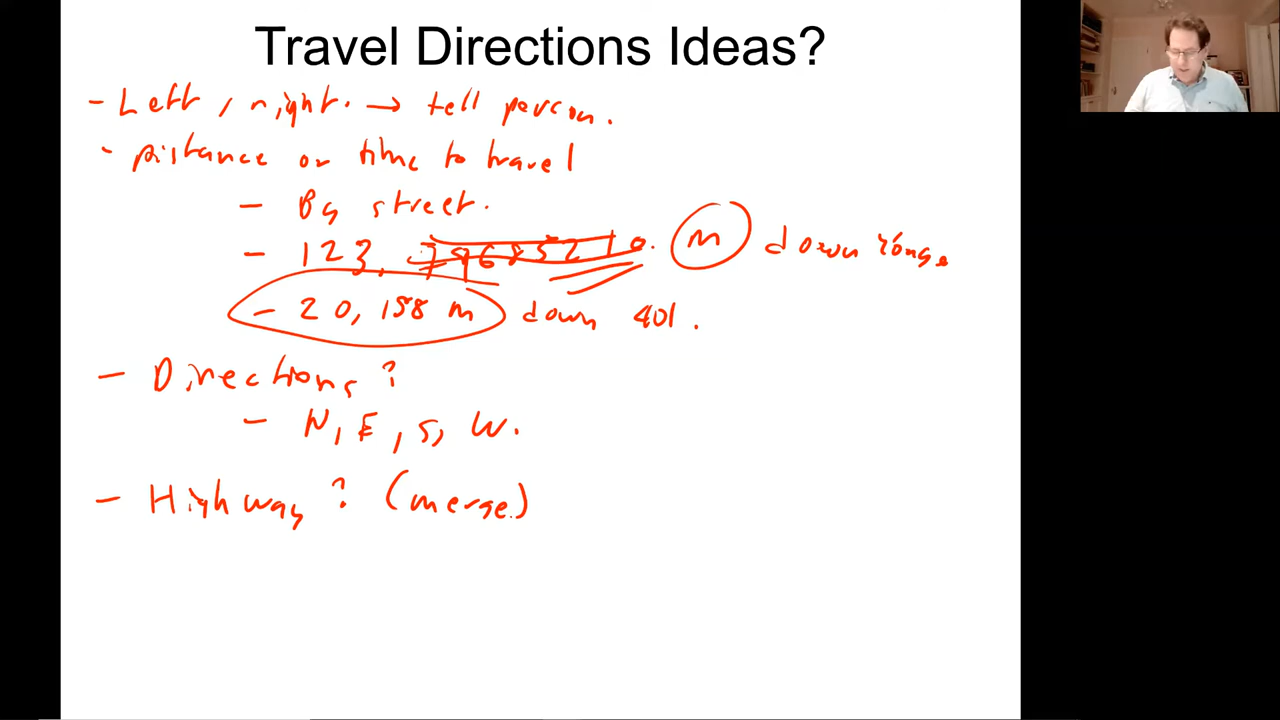 Travel Directions Ideas?
- Left, right. → tell person.
- Distance or time to travel
- By street.
- 123.79685210. m down Yonge
- 20,158 m down 401.
- Directions?
- N, E, S, W.
- Highway? (merge)